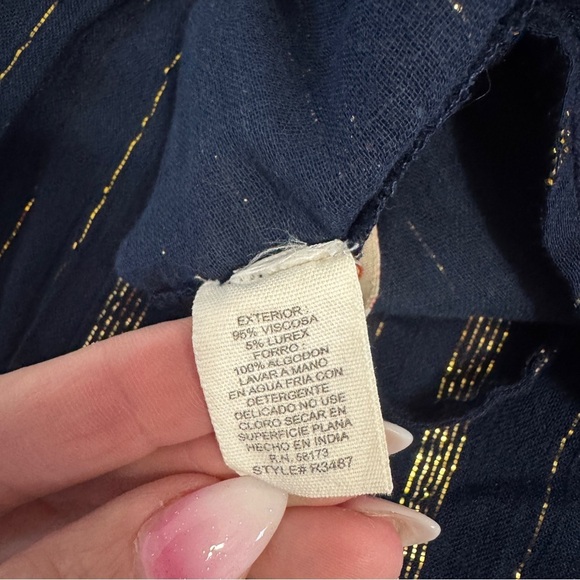 EXTERIOR:
95% VISCOSA
5% LUREX
FORRO:
100% ALGODON
LAVAR A MANO
EN AGUA FRIA CON
DETERGENTE
DELICADO NO USE
CLORO SECAR EN
SUPERFICIE PLANA
HECHO EN INDIA
R.N. 58173
STYLE# R3487